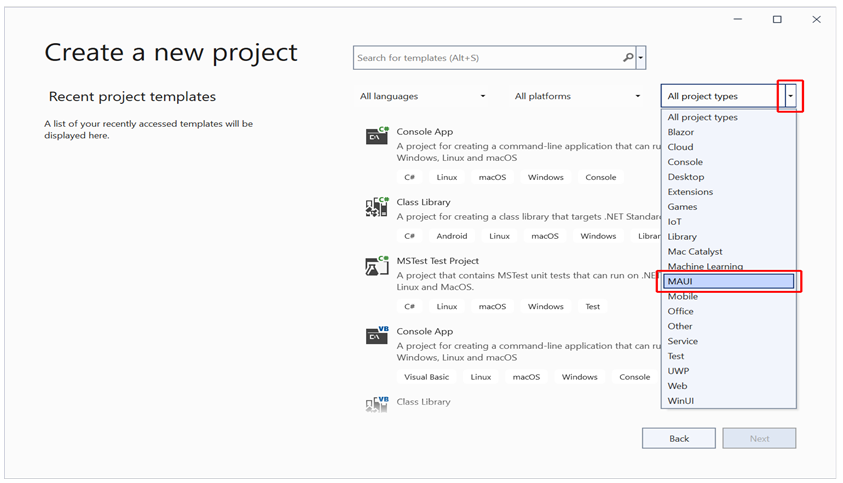 Create a new project
Recent project templates
A list of your recently accessed templates will be
displayed here.
Search for templates (Alt+S)
All languages
All platforms
All project types
Console App
A project for creating a command-line application that can ru
Windows, Linux and macOS
C# Linux macOS Windows Console
Class Library
A project for creating a class library that targets .NET Standar
C# Android Linux macOS Windows Librar
MSTest Test Project
A project that contains MSTest unit tests that can run on .NE
Linux and MacOS.
C# Linux macOS Windows Test
Console App
A project for creating a command-line application that can ru
Windows, Linux and macOS
Visual Basic Linux macOS Windows Console
Class Library
All project types
Blazor
Cloud
Console
Desktop
Extensions
Games
IoT
Library
Mac Catalyst
Machine Learning
MAUI
Mobile
Office
Other
Service
Test
UWP
Web
WinUI
Back
Next